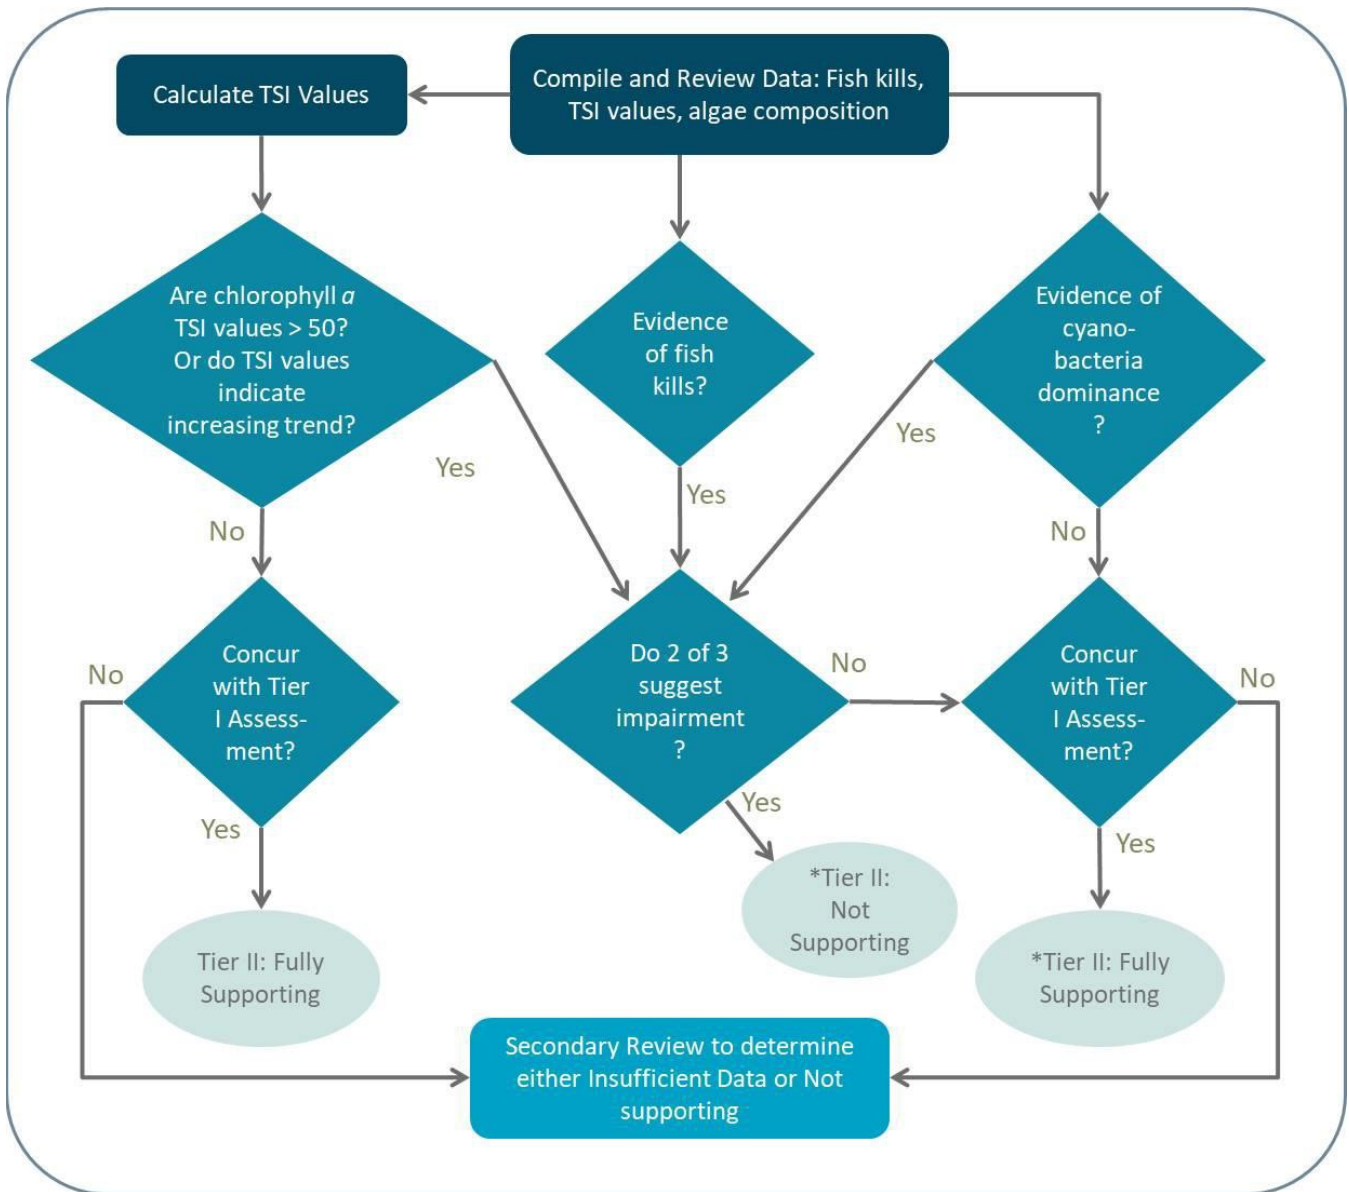 Calculate TSI Values
Compile and Review Data: Fish kills,
TSI values, algae composition
Are chlorophyll a
TSI values > 50?
Or do TSI values
indicate
increasing trend?
Evidence
of fish
kills?
Evidence of
cyano-
bacteria
dominance
?
Yes
Yes
Yes
No
No
Concur
with Tier
I Assess-
ment?
No
Do 2 of 3
suggest
impairment
?
No
Concur
with Tier
I Assess-
ment?
No
Yes
Yes
Yes
Tier II: Fully
Supporting
*Tier II:
Not
Supporting
*Tier II: Fully
Supporting
Secondary Review to determine
either Insufficient Data or Not
supporting